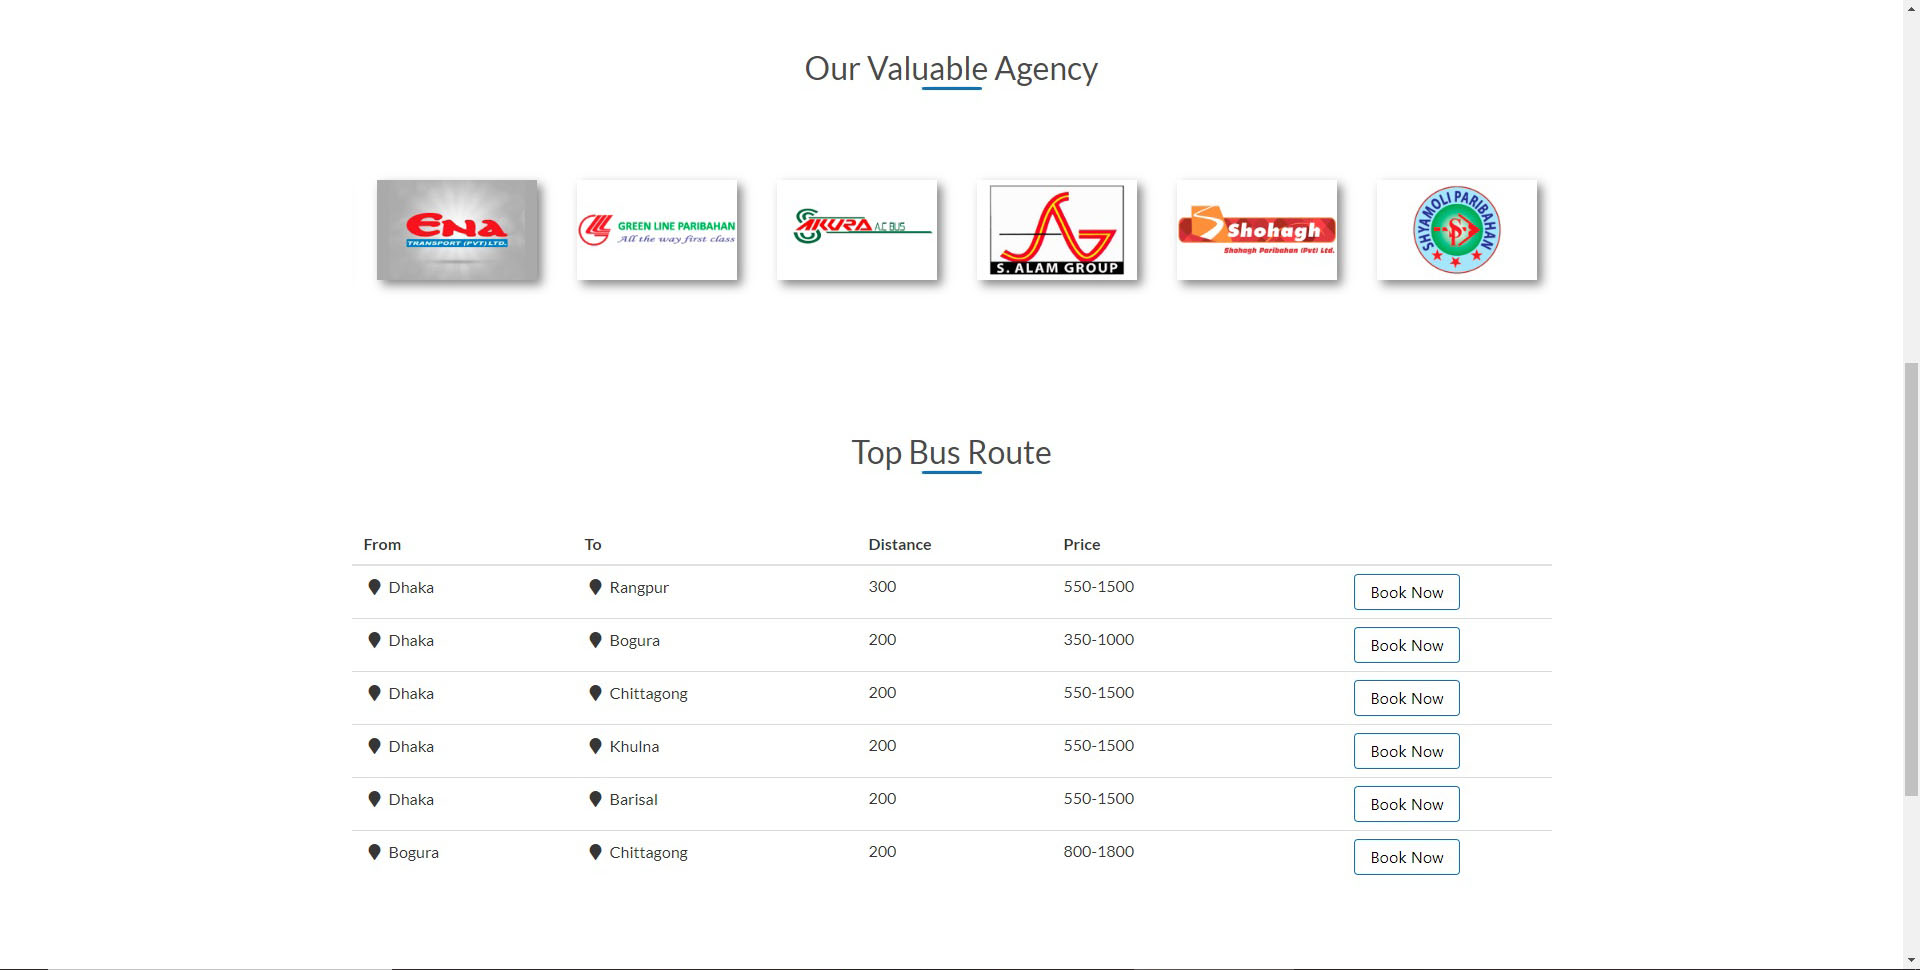 Our Valuable Agency
ENA
TRANSPORT (PVT) LTD.
GREEN LINE PARIBAHAN
All the way first class
SAKURA A.C BUS
S. ALAM GROUP
Shohagh
Shohagh Paribahan (Pvt) Ltd.
SHYAMOLI PARIBAHAN
SP
Top Bus Route
From To Distance Price
Dhaka Rangpur 300 550-1500 Book Now
Dhaka Bogura 200 350-1000 Book Now
Dhaka Chittagong 200 550-1500 Book Now
Dhaka Khulna 200 550-1500 Book Now
Dhaka Barisal 200 550-1500 Book Now
Bogura Chittagong 200 800-1800 Book Now